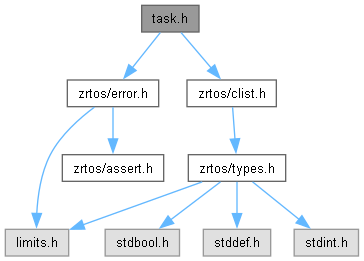 task.h
zrtos/error.h
zrtos/clist.h
zrtos/assert.h
zrtos/types.h
limits.h
stdbool.h
stddef.h
stdint.h